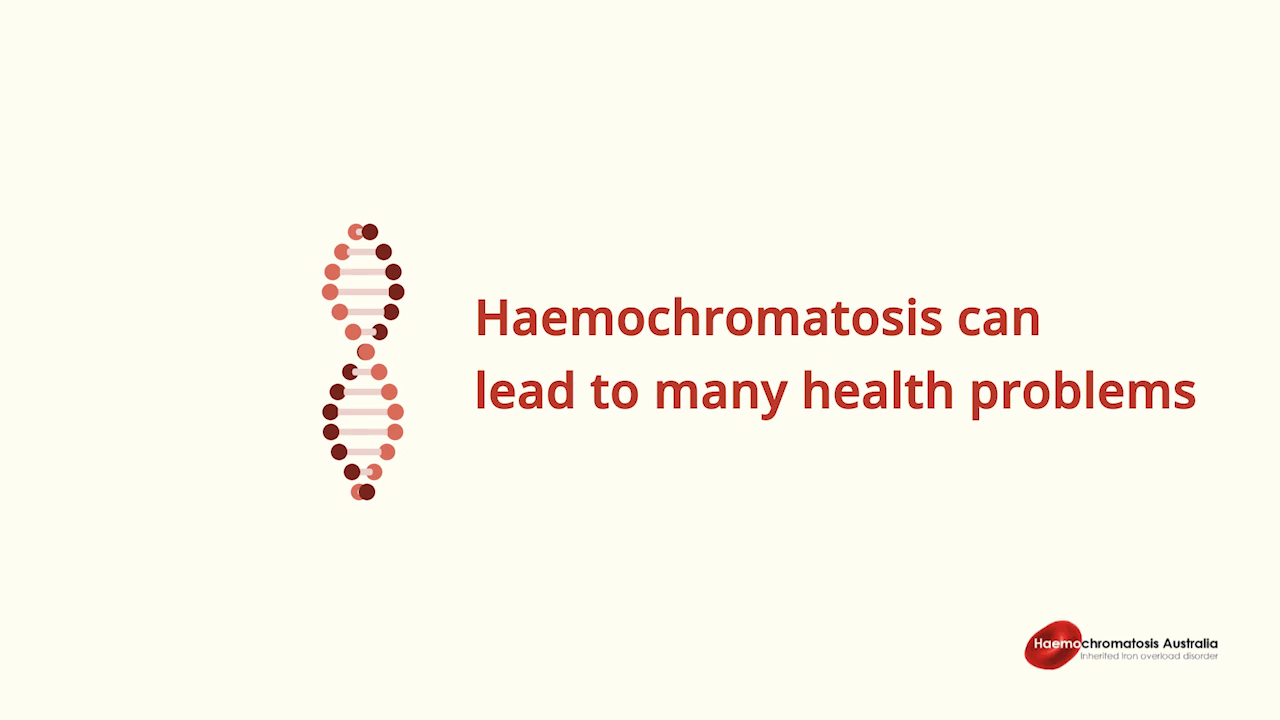 Haemochromatosis can
lead to many health problems
Haemochromatosis Australia
Inherited Iron overload disorder